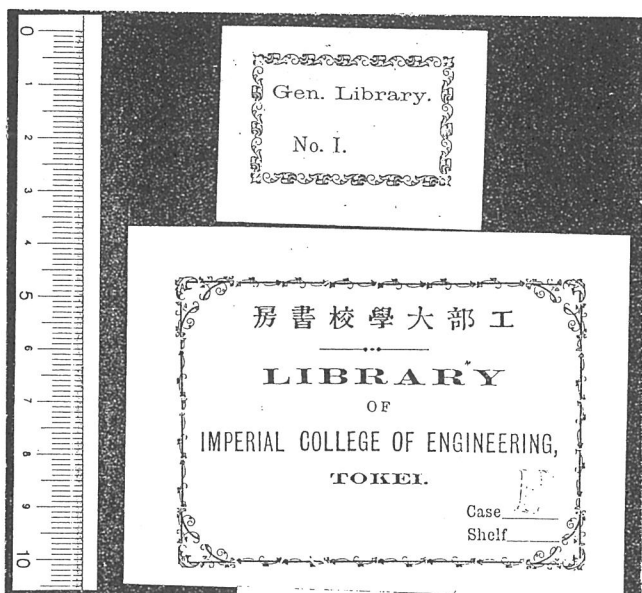 0
1
2
3
4
5
6
7
8
9
10
Gen. Library.
No. I.
工部大學校書房
LIBRARY
OF
IMPERIAL COLLEGE OF ENGINEERING,
TOKEI.
Case
Shelf